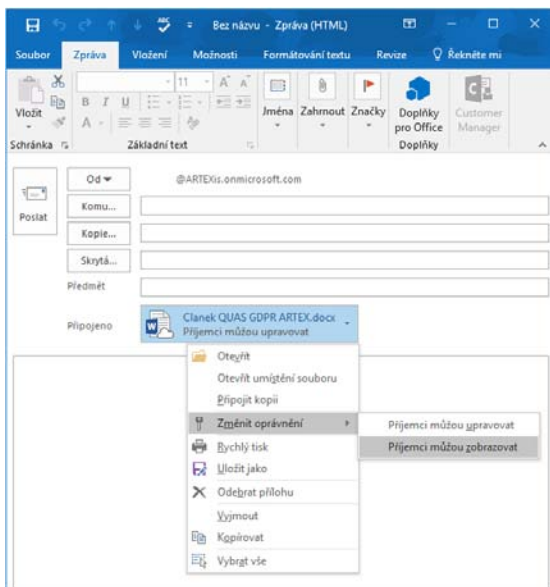 ABC Bez názvu - Zpráva (HTML)
Soubor Zpráva Vložení Možnosti Formátování textu Revize Řekněte mi
11 A A
B I U
A
Vložit
Jména Zahrnout Značky Doplňky pro Office Customer Manager
Schránka Základní text Doplňky
Od @ARTEXis.onmicrosoft.com
Komu...
Poslat
Kopie...
Skrytá...
Předmět
Připojeno Clanek QUAS GDPR ARTEX.docx
Příjemci můžou upravovat
Otevřít
Otevřít umístění souboru
Připojit kopii
Změnit oprávnění Příjemci můžou upravovat
Rychlý tisk Příjemci můžou zobrazovat
Uložit jako
Odebrat přílohu
Vyjmout
Kopírovat
Vybrat vše